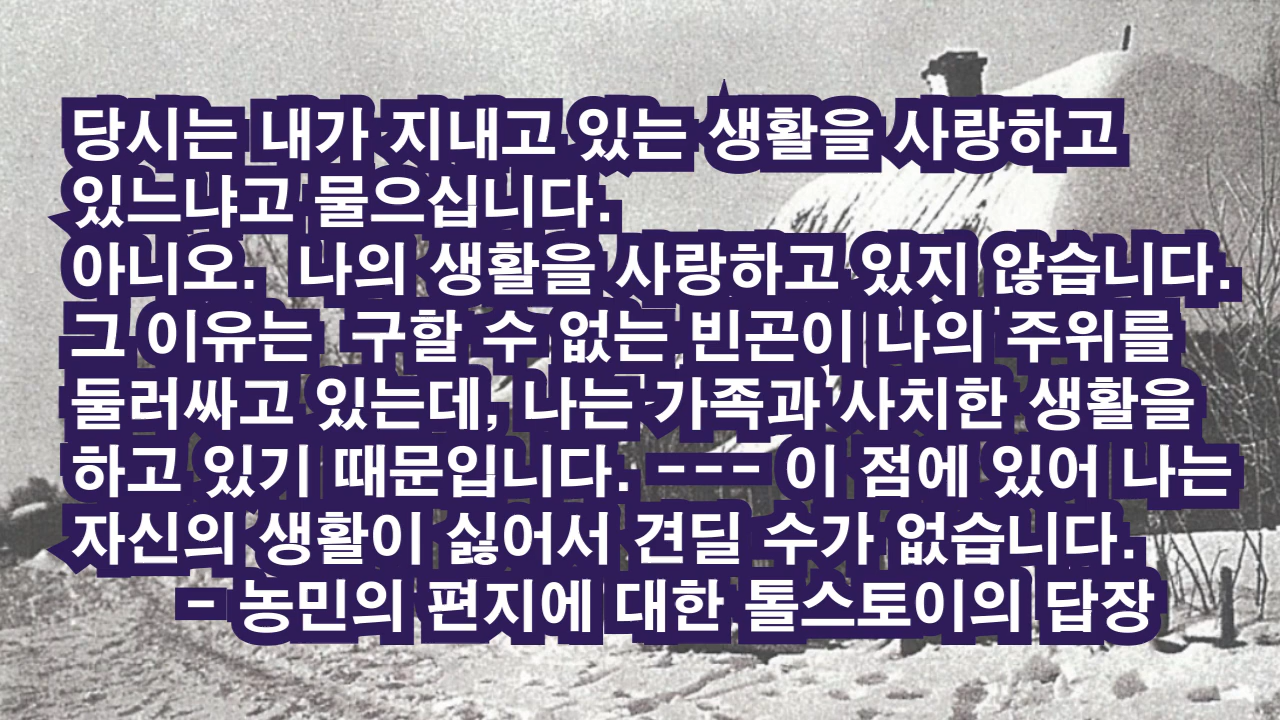 당시는 내가 지내고 있는 생활을 사랑하고
있느냐고 물으십니다.
아니오. 나의 생활을 사랑하고 있지 않습니다.
그 이유는 구할 수 없는 빈곤이 나의 주위를
둘러싸고 있는데, 나는 가족과 사치한 생활을
하고 있기 때문입니다. --- 이 점에 있어 나는
자신의 생활이 싫어서 견딜 수가 없습니다.
- 농민의 편지에 대한 톨스토이의 답장